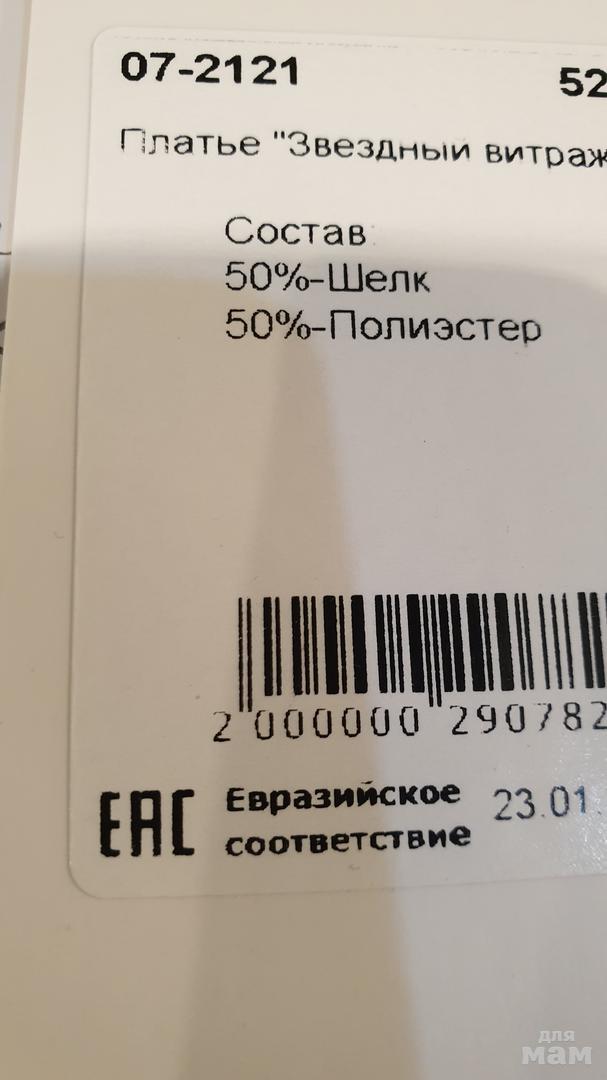 07-2121 52
Платье "Звездный витраж
Состав:
50%-Шелк
50%-Полиэстер
2 000000 290782
EAC Евразийское
соответствие 23.01.
для
мам